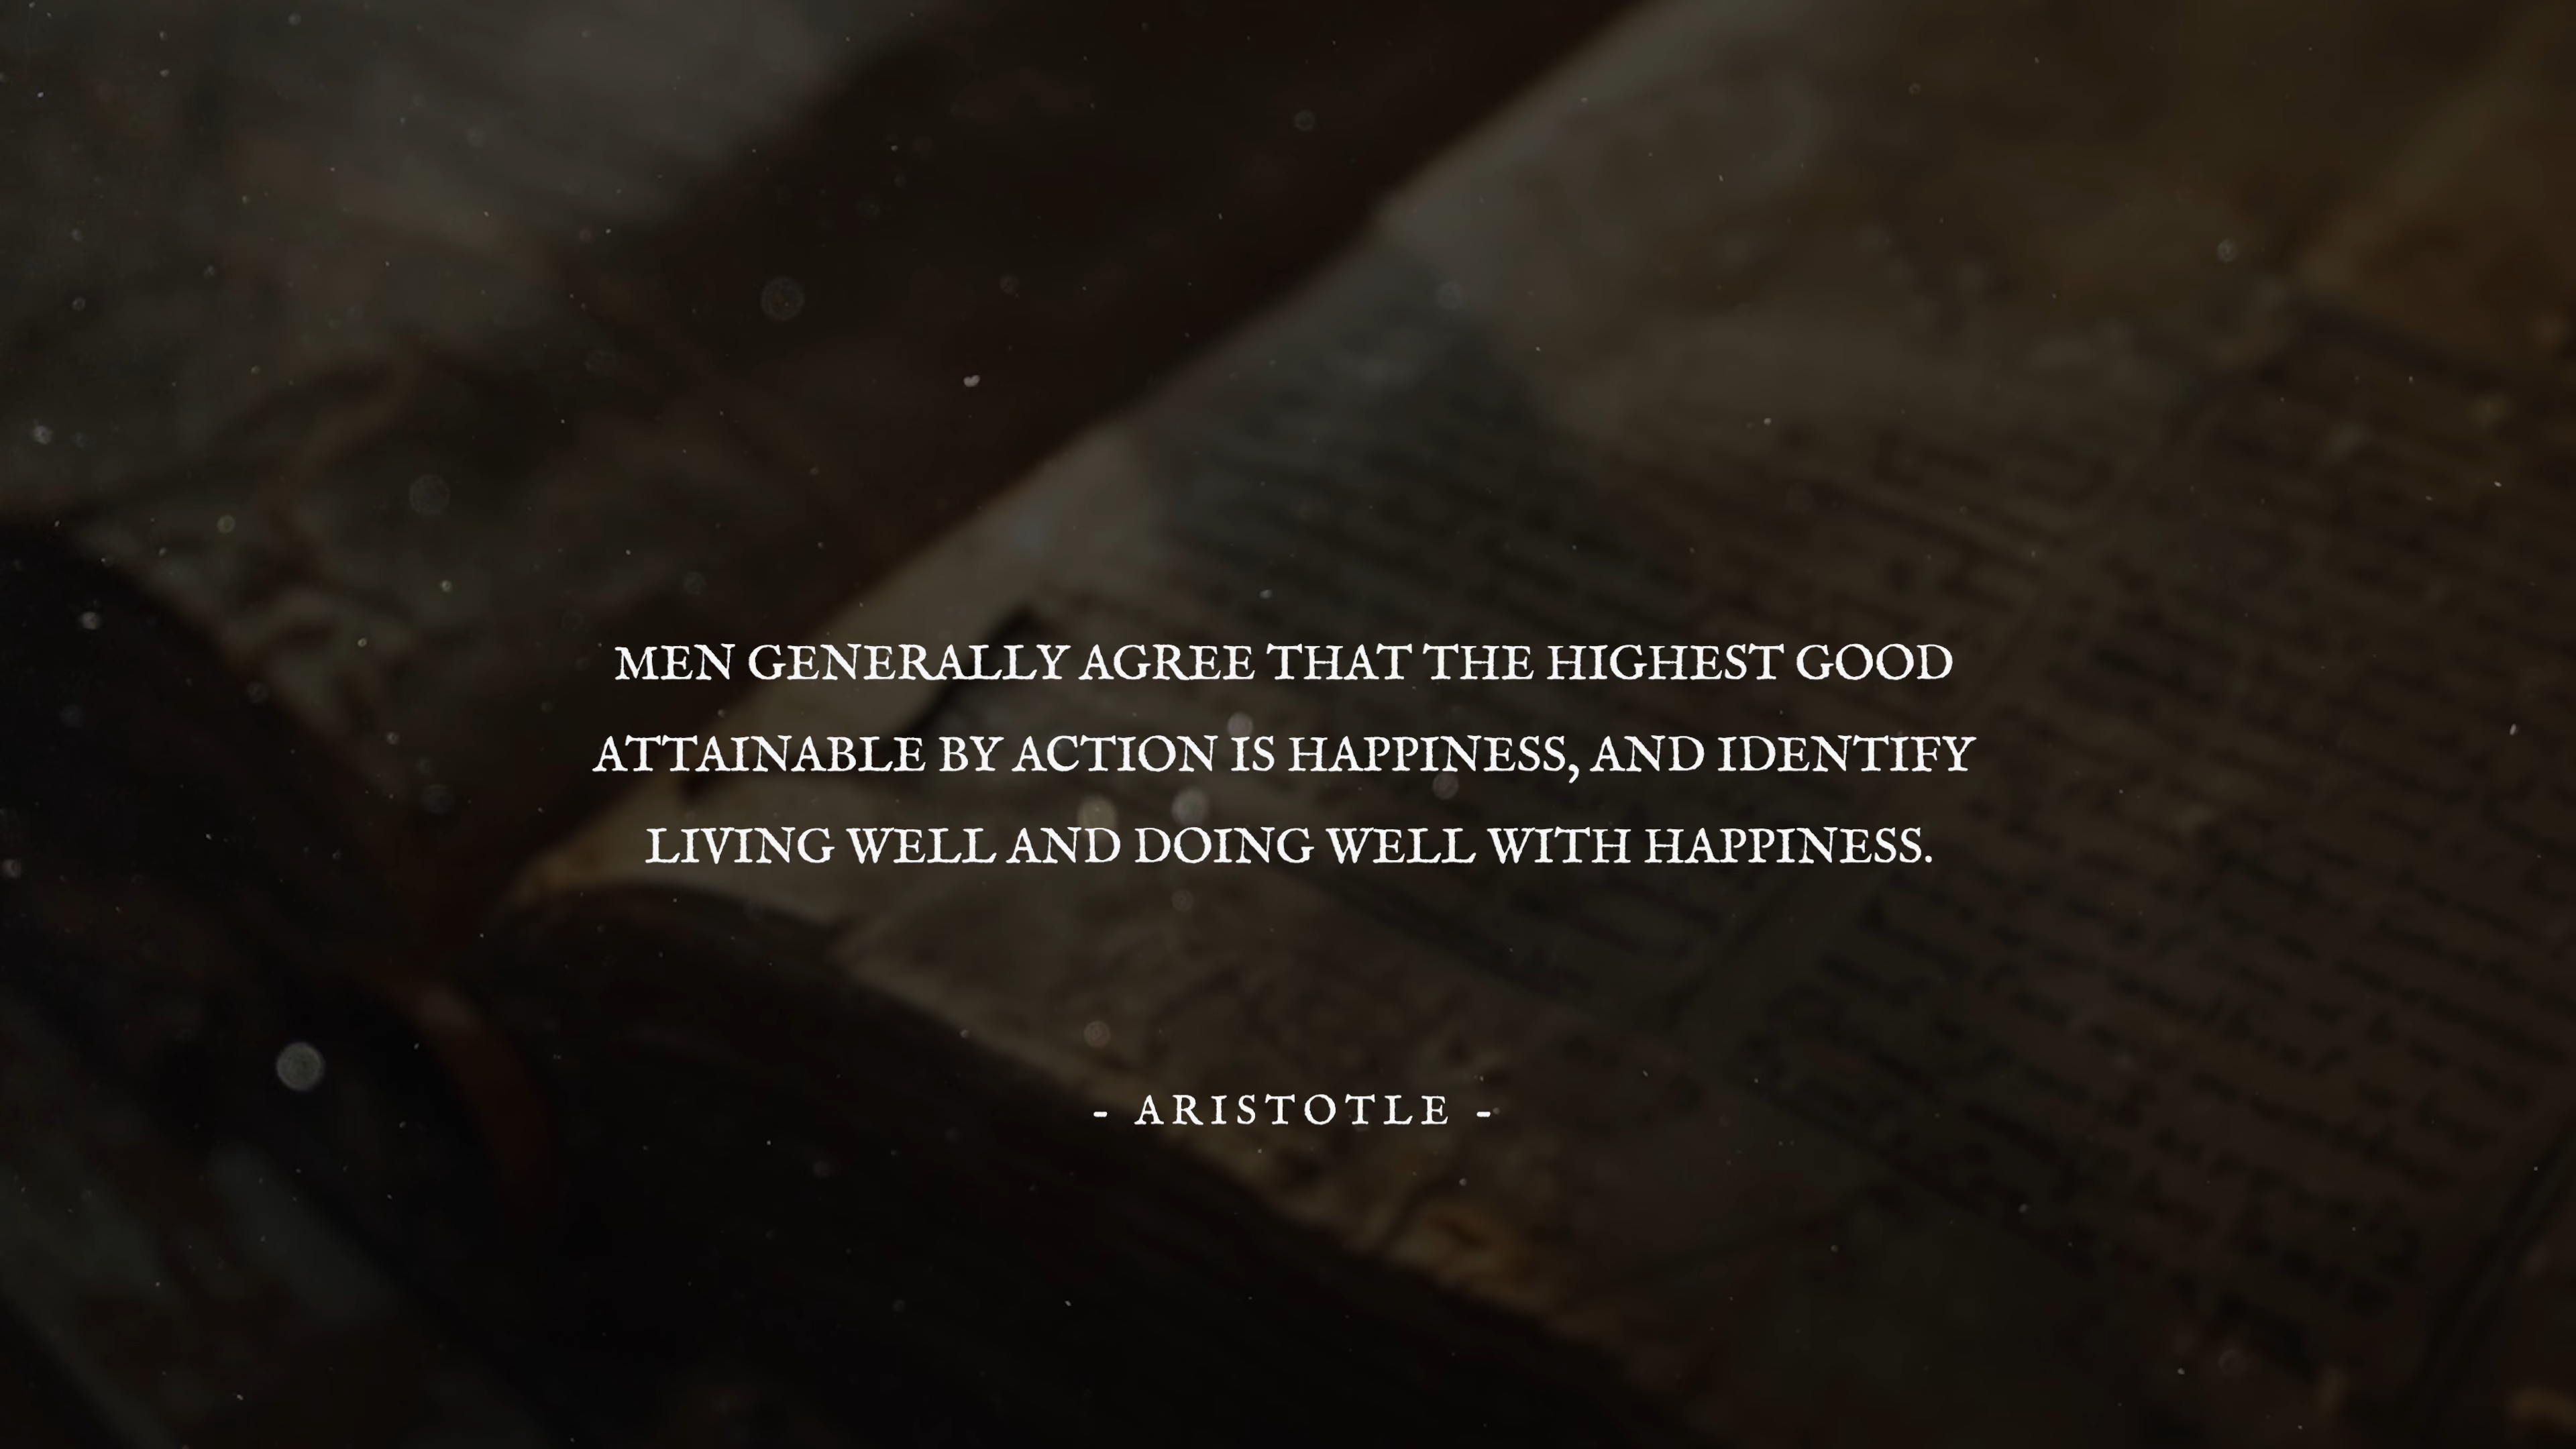 MEN GENERALLY AGREE THAT THE HIGHEST GOOD
ATTAINABLE BY ACTION IS HAPPINESS, AND IDENTIFY
LIVING WELL AND DOING WELL WITH HAPPINESS.
- ARISTOTLE -